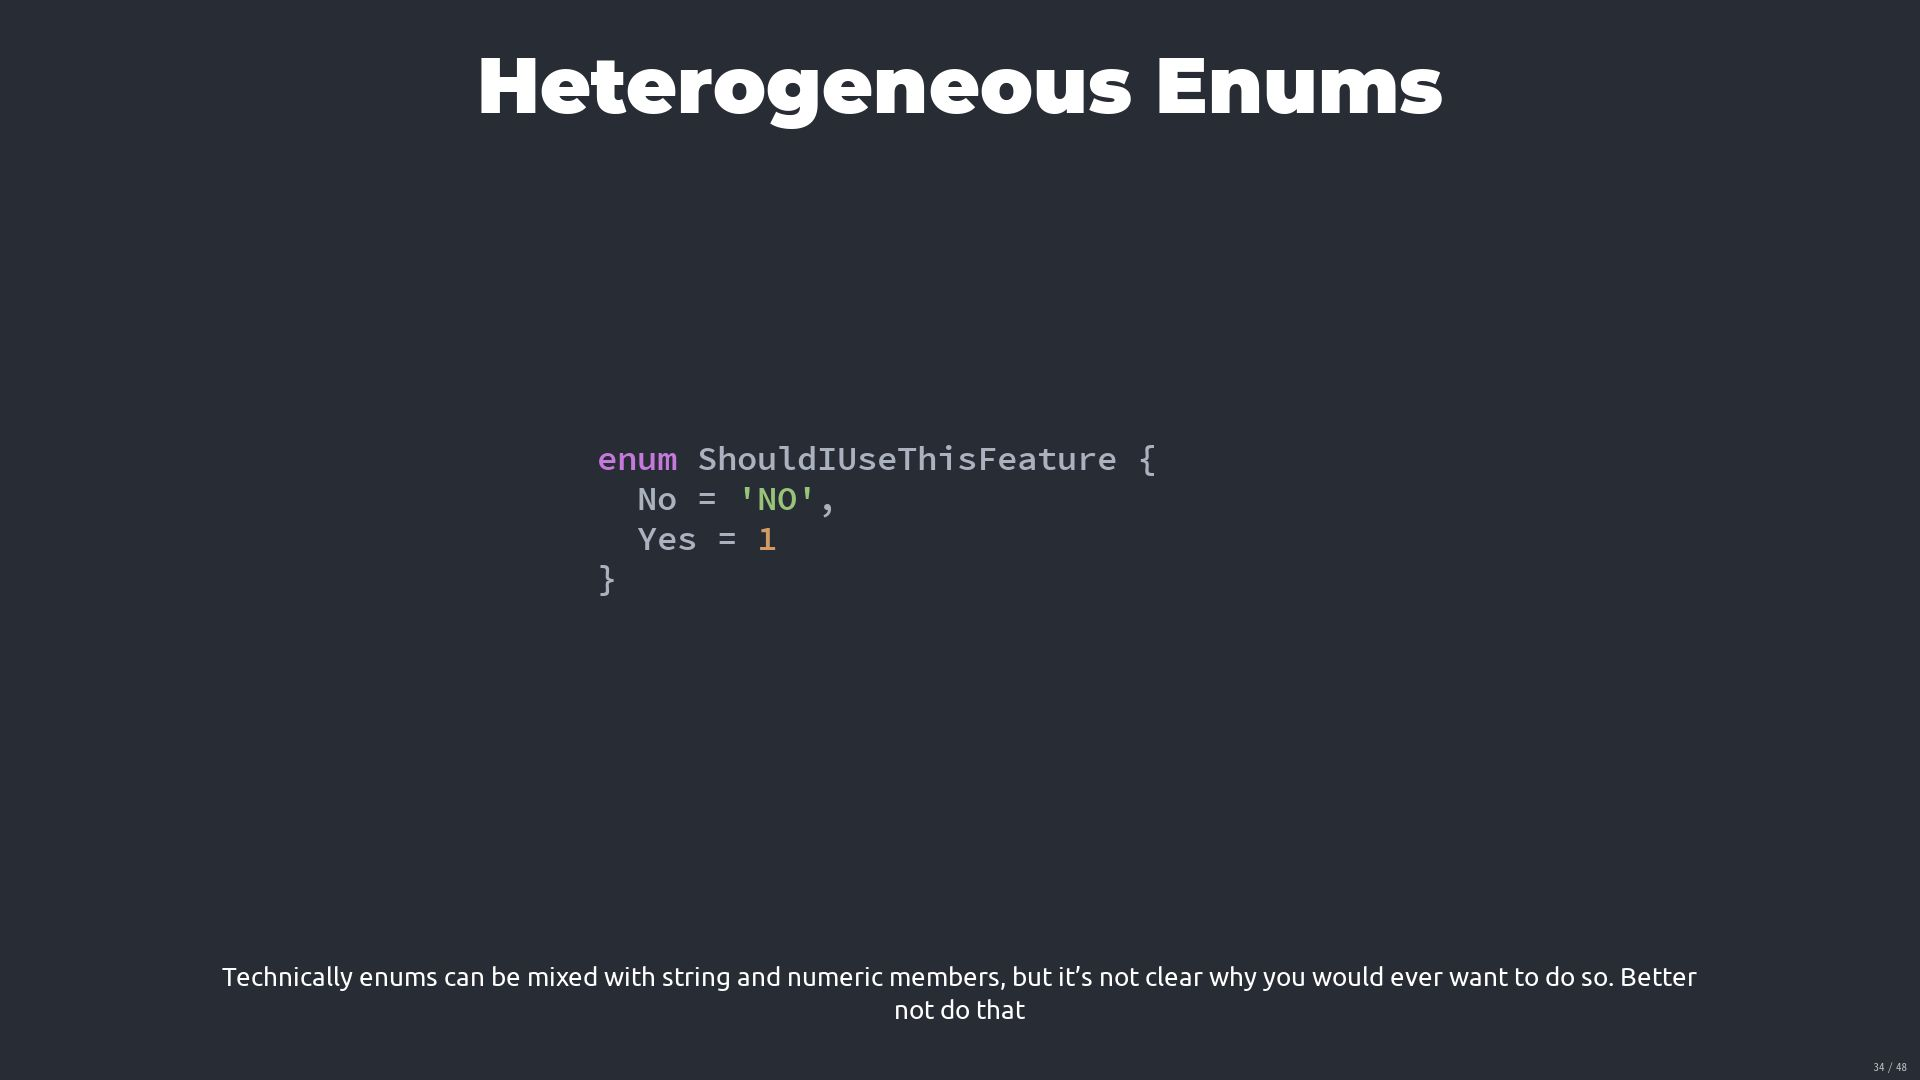 Heterogeneous Enums
enum ShouldIUseThisFeature {
  No = 'NO',
  Yes = 1
}
Technically enums can be mixed with string and numeric members, but it’s not clear why you would ever want to do so. Better
not do that
34 / 48